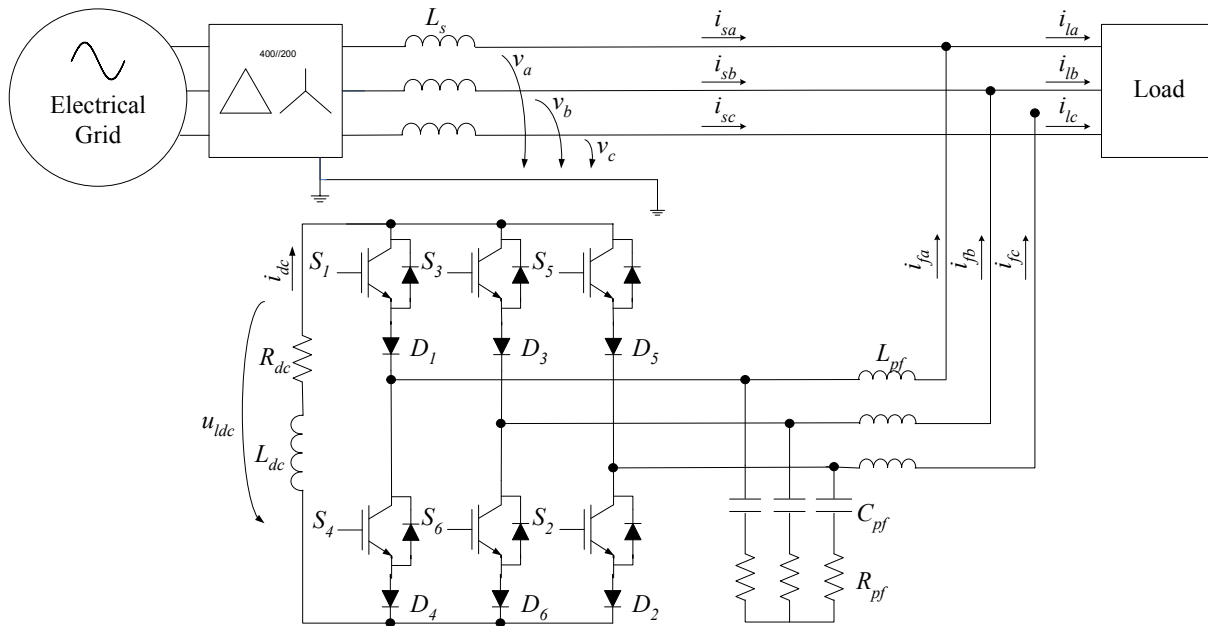 L_s
i_sa
i_la
400//200
v_a
Electrical
Grid
i_sb
i_lb
v_b
Load
i_sc
i_lc
v_c
i_dc
S_1
S_3
S_5
i_fa
i_fb
i_fc
R_dc
D_1
D_3
D_5
L_pf
u_ldc
L_dc
S_4
S_6
S_2
C_pf
R_pf
D_4
D_6
D_2